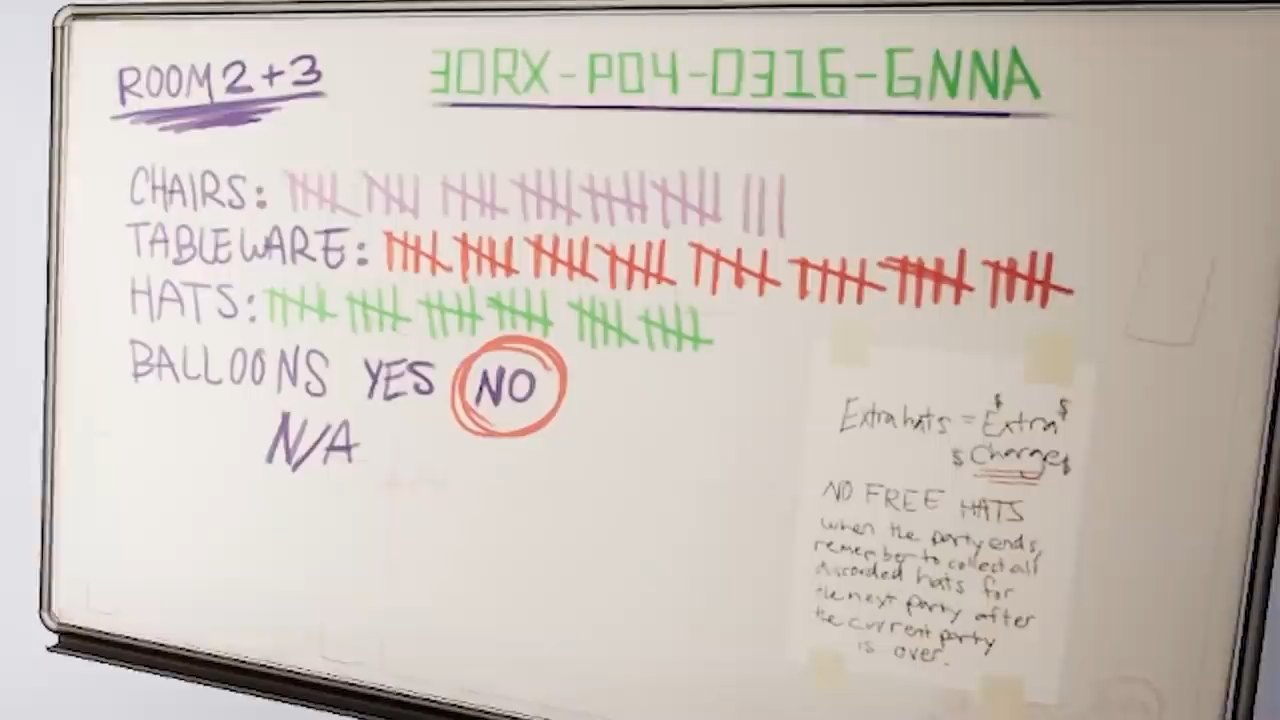 ROOM 2+3
30RX-P04-0316-GNNA
CHAIRS:
TABLEWARE:
HATS:
BALLOONS YES NO
N/A
Extra hats = $Extra$
$Charge$
NO FREE HATS
when the party ends,
remember to collect all
discarded hats for
the next party after
the current party
is over.